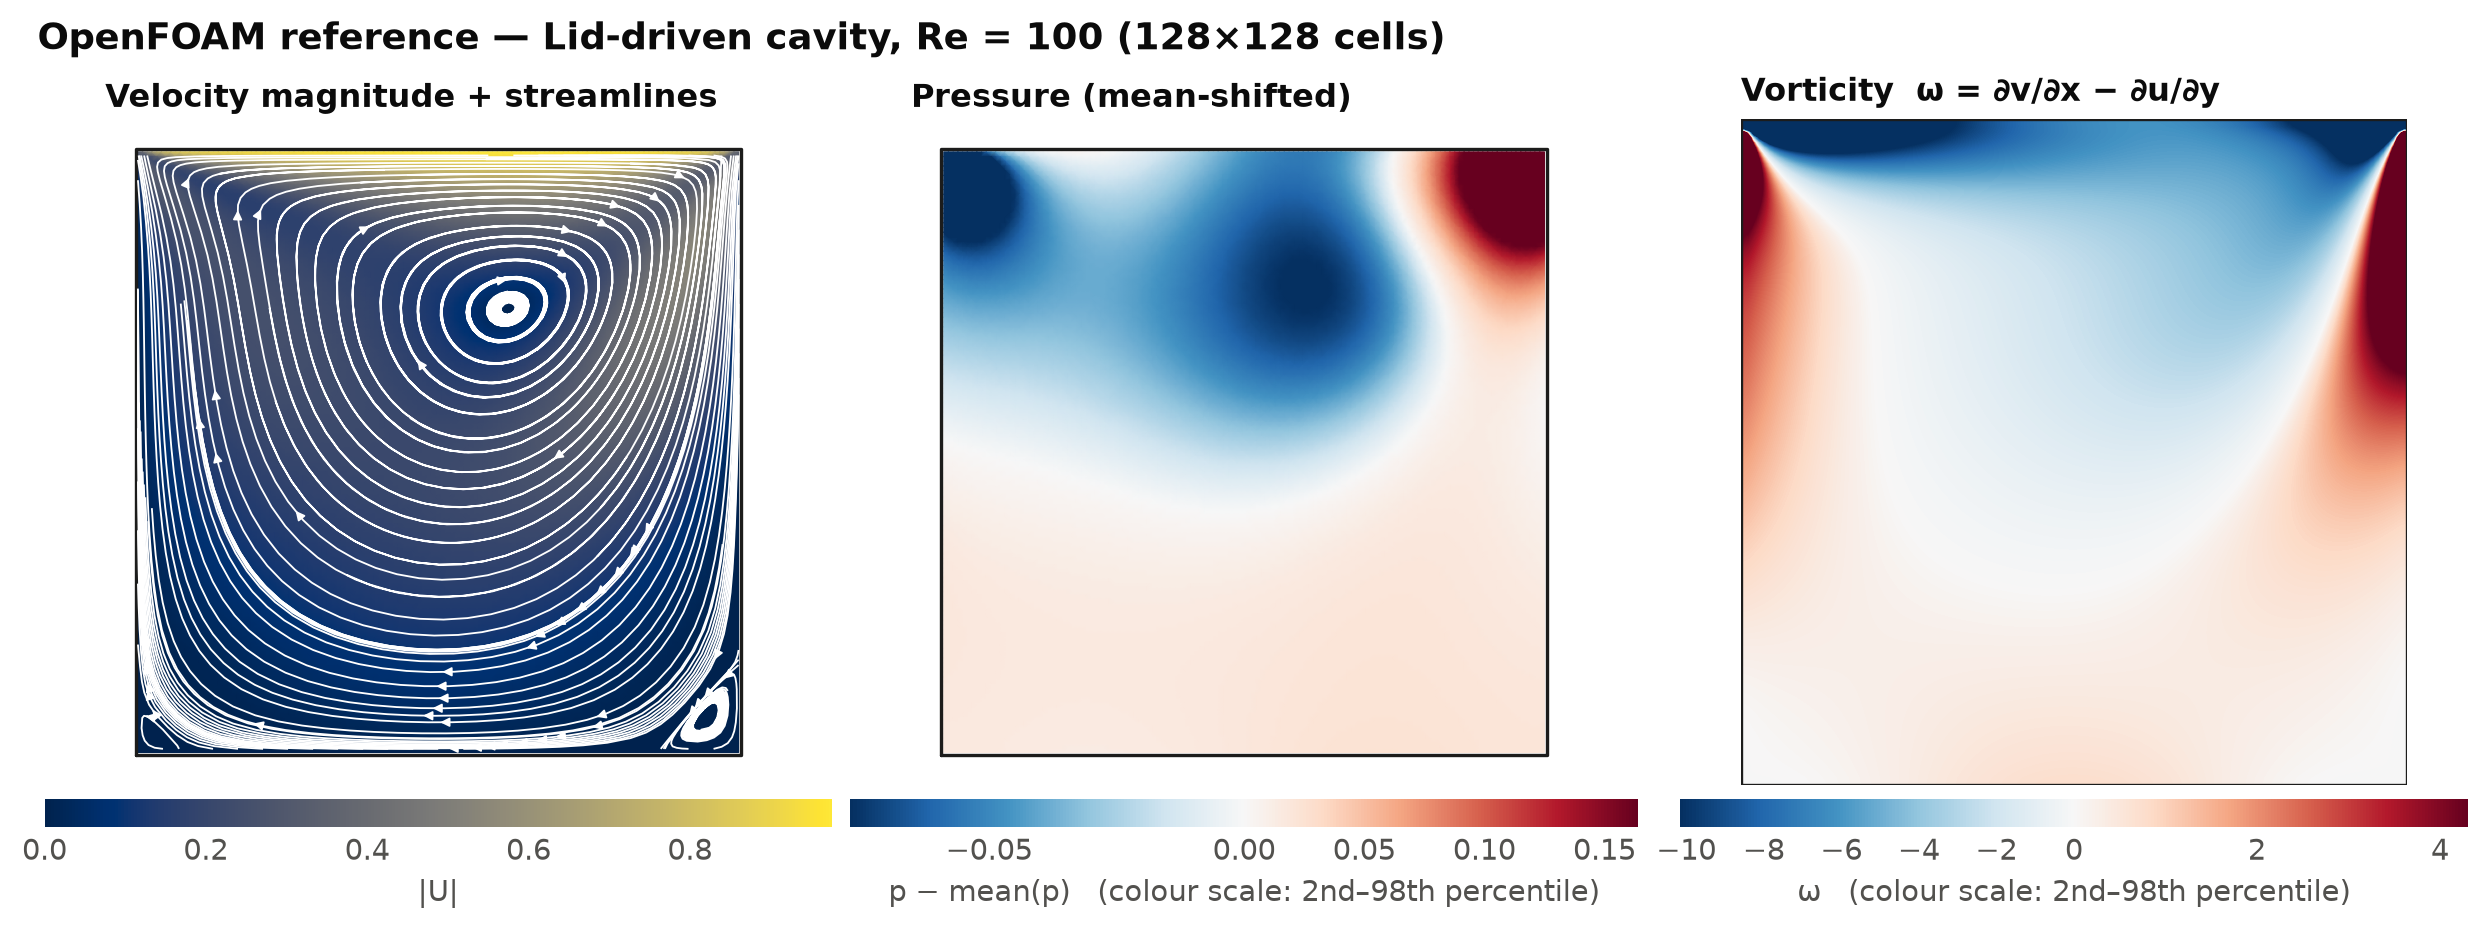 OpenFOAM reference — Lid-driven cavity, Re = 100 (128×128 cells)
Velocity magnitude + streamlines
Pressure (mean-shifted)
Vorticity ω = ∂v/∂x − ∂u/∂y
0.0 0.2 0.4 0.6 0.8
|U|
−0.05 0.00 0.05 0.10 0.15
p − mean(p) (colour scale: 2nd–98th percentile)
−10 −8 −6 −4 −2 0 2 4
ω (colour scale: 2nd–98th percentile)